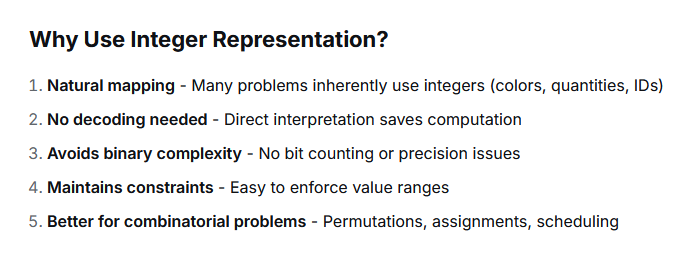 Why Use Integer Representation?
1. Natural mapping - Many problems inherently use integers (colors, quantities, IDs)
2. No decoding needed - Direct interpretation saves computation
3. Avoids binary complexity - No bit counting or precision issues
4. Maintains constraints - Easy to enforce value ranges
5. Better for combinatorial problems - Permutations, assignments, scheduling